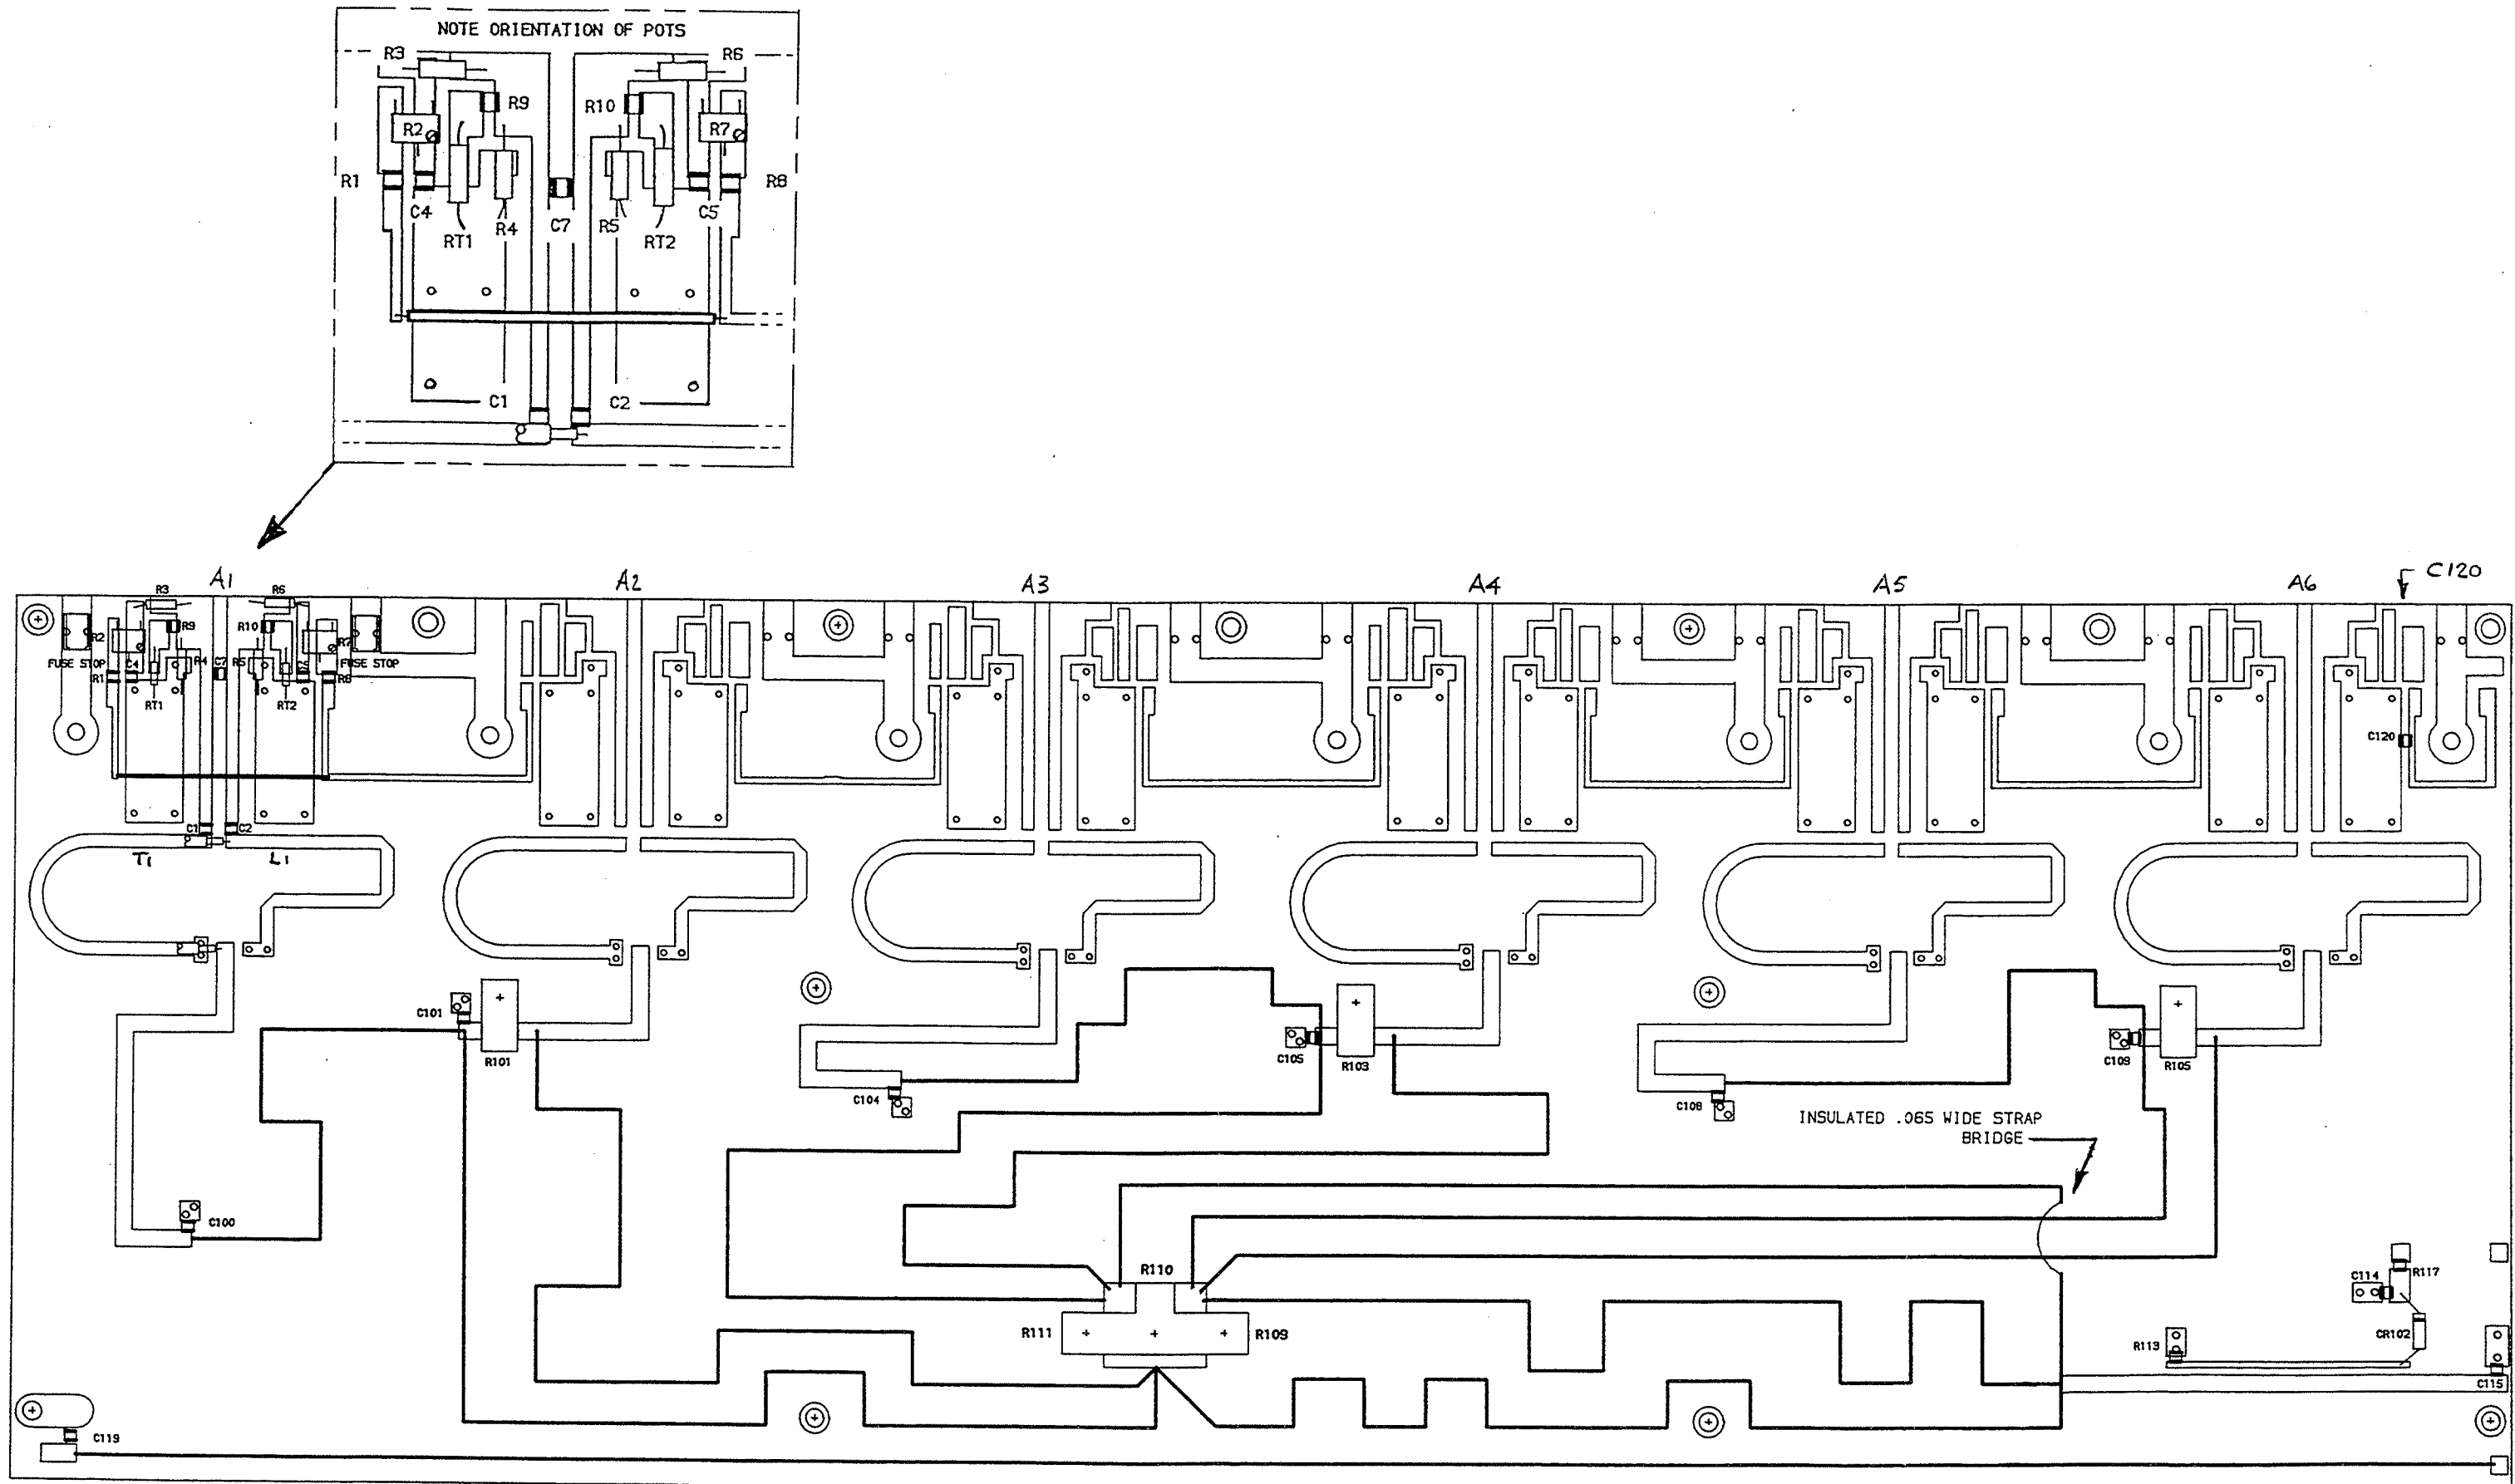 NOTE ORIENTATION OF POTS
R3
R6
R9
R10
R2
R7
R1
R8
C4
C7
C5
R4
R5
RT1
RT2
C1
C2
A1
A2
A3
A4
A5
A6
C120
R3
R6
R9
R10
R2
R7
FUSE STOP
FUSE STOP
C4
R4
C7
R5
R1
R8
RT1
RT2
C120
C1
C2
T1
L1
C101
R101
C105
R103
C109
R105
C104
C108
INSULATED .065 WIDE STRAP
BRIDGE
C100
R110
C114
R117
R111
R109
CR102
R113
C115
C119